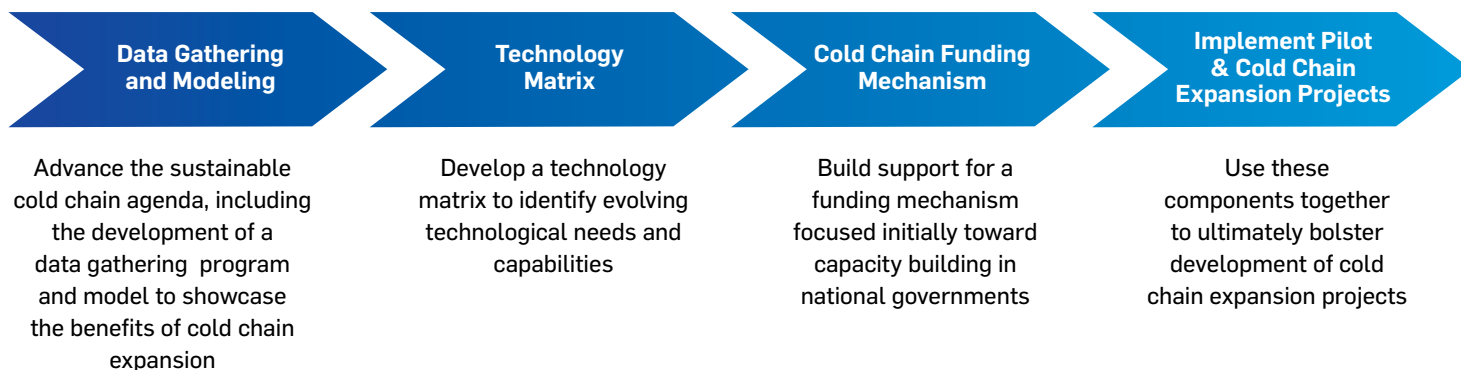 Data Gathering
and Modeling
Advance the sustainable
cold chain agenda, including
the development of a
data gathering program
and model to showcase
the benefits of cold chain
expansion
Technology
Matrix
Develop a technology
matrix to identify evolving
technological needs and
capabilities
Cold Chain Funding
Mechanism
Build support for a
funding mechanism
focused initially toward
capacity building in
national governments
Implement Pilot
& Cold Chain
Expansion Projects
Use these
components together
to ultimately bolster
development of cold
chain expansion projects